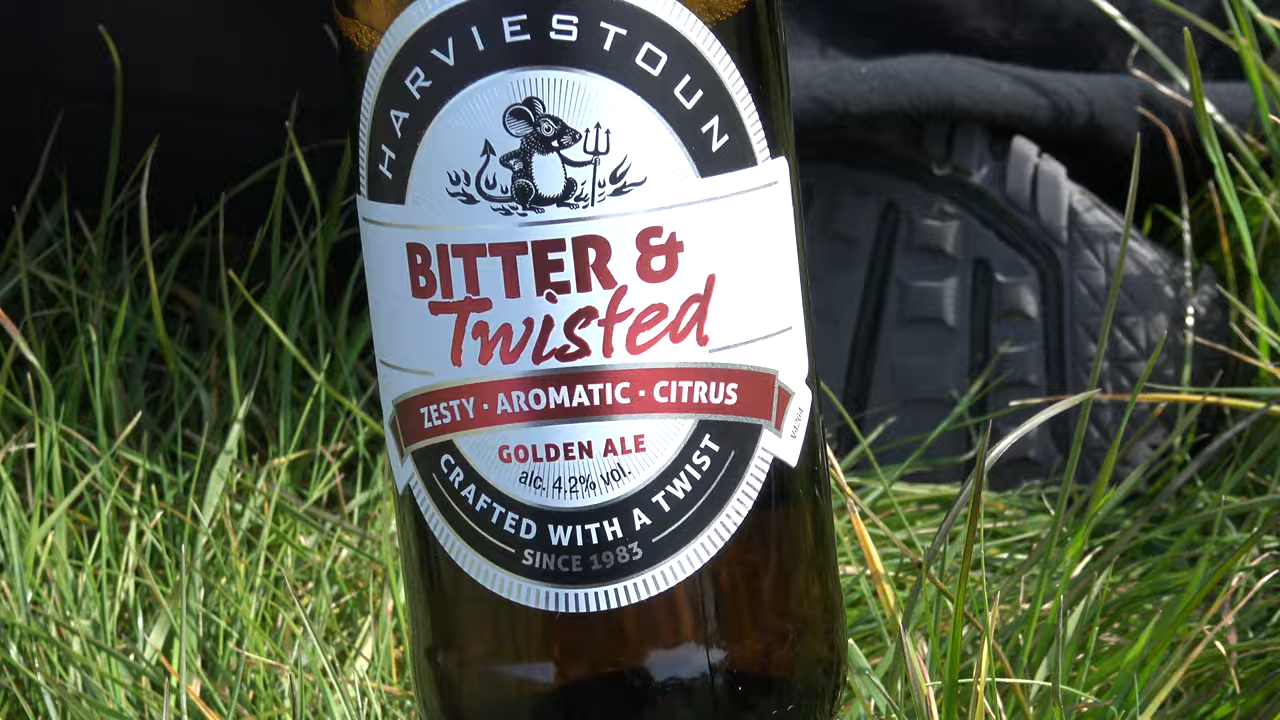 HARVIESTOUN
BITTER &
Twisted
ZESTY · AROMATIC · CITRUS
GOLDEN ALE
alc. 4.2% vol.
CRAFTED WITH A TWIST
SINCE 1983